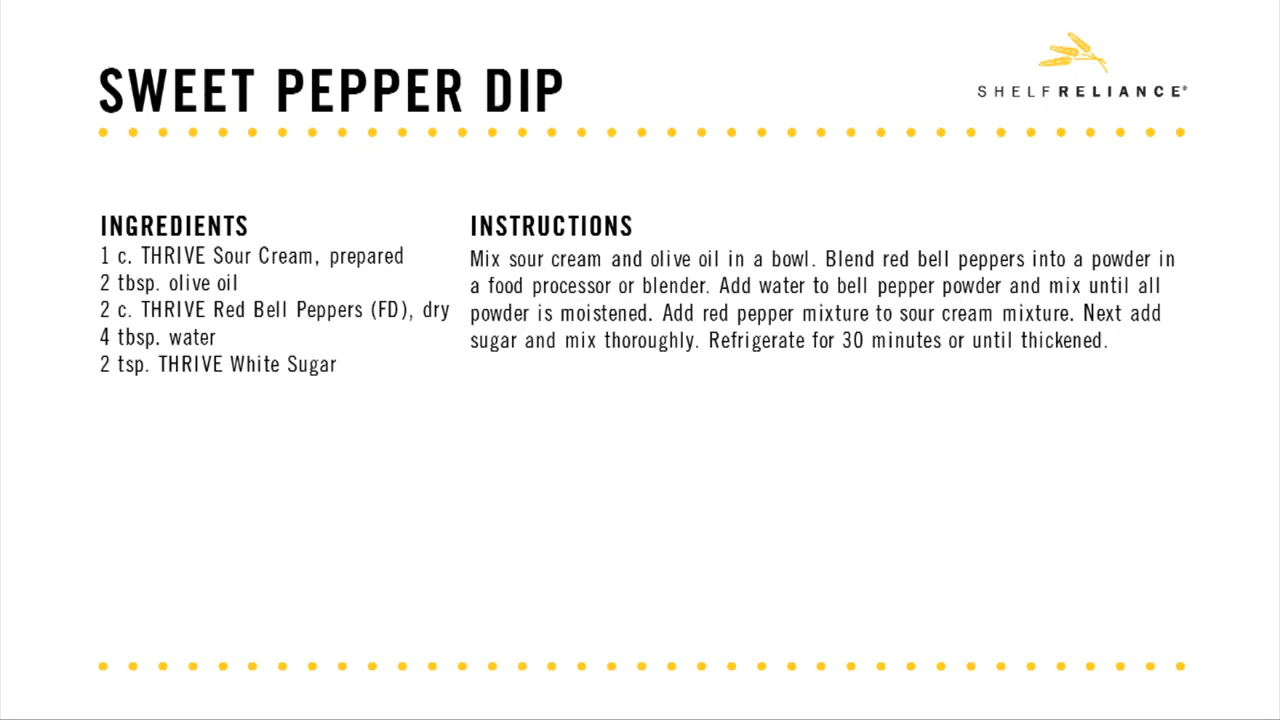 SWEET PEPPER DIP
SHELFRELIANCE®
INGREDIENTS
1 c. THRIVE Sour Cream, prepared
2 tbsp. olive oil
2 c. THRIVE Red Bell Peppers (FD), dry
4 tbsp. water
2 tsp. THRIVE White Sugar
INSTRUCTIONS
Mix sour cream and olive oil in a bowl. Blend red bell peppers into a powder in
a food processor or blender. Add water to bell pepper powder and mix until all
powder is moistened. Add red pepper mixture to sour cream mixture. Next add
sugar and mix thoroughly. Refrigerate for 30 minutes or until thickened.